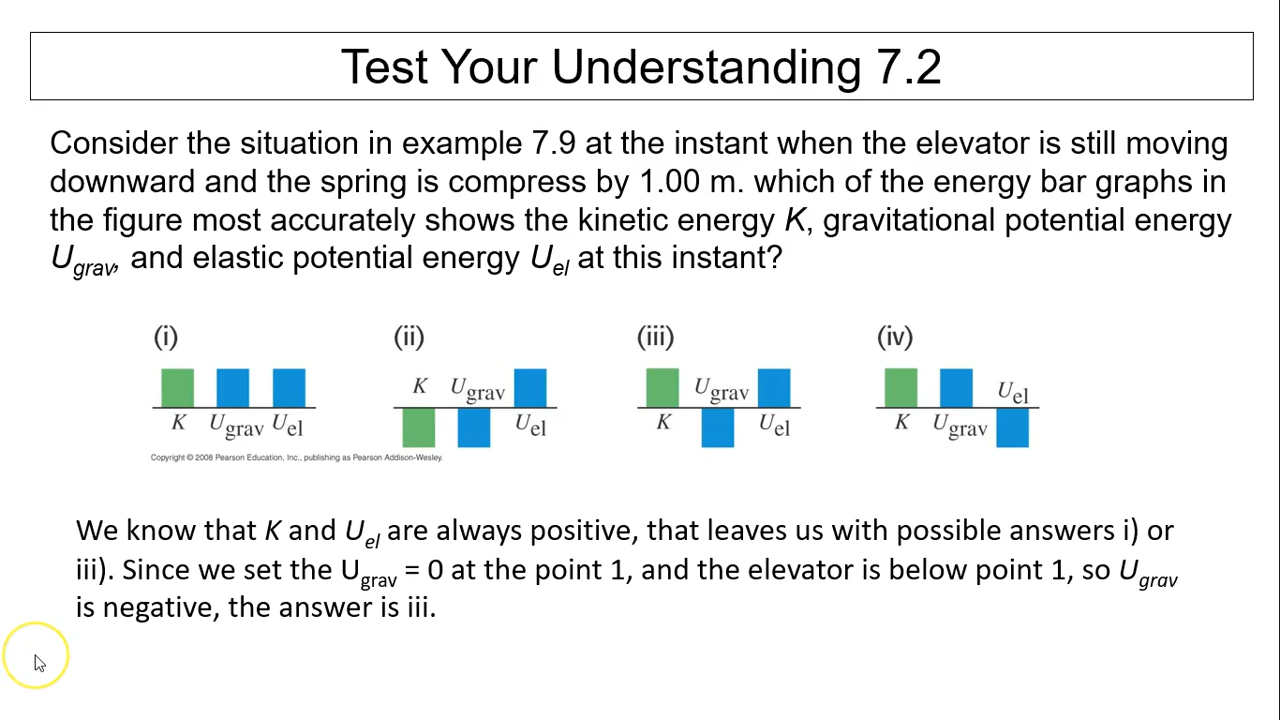 Test Your Understanding 7.2
Consider the situation in example 7.9 at the instant when the elevator is still moving
downward and the spring is compress by 1.00 m. which of the energy bar graphs in
the figure most accurately shows the kinetic energy K, gravitational potential energy
Ugrav, and elastic potential energy Uel at this instant?
(i) (ii) (iii) (iv)
K Ugrav Ugrav Uel
K Ugrav Uel Uel K Uel K Ugrav
Copyright © 2008 Pearson Education, Inc., publishing as Pearson Addison-Wesley.
We know that K and Uel are always positive, that leaves us with possible answers i) or
iii). Since we set the Ugrav = 0 at the point 1, and the elevator is below point 1, so Ugrav
is negative, the answer is iii.